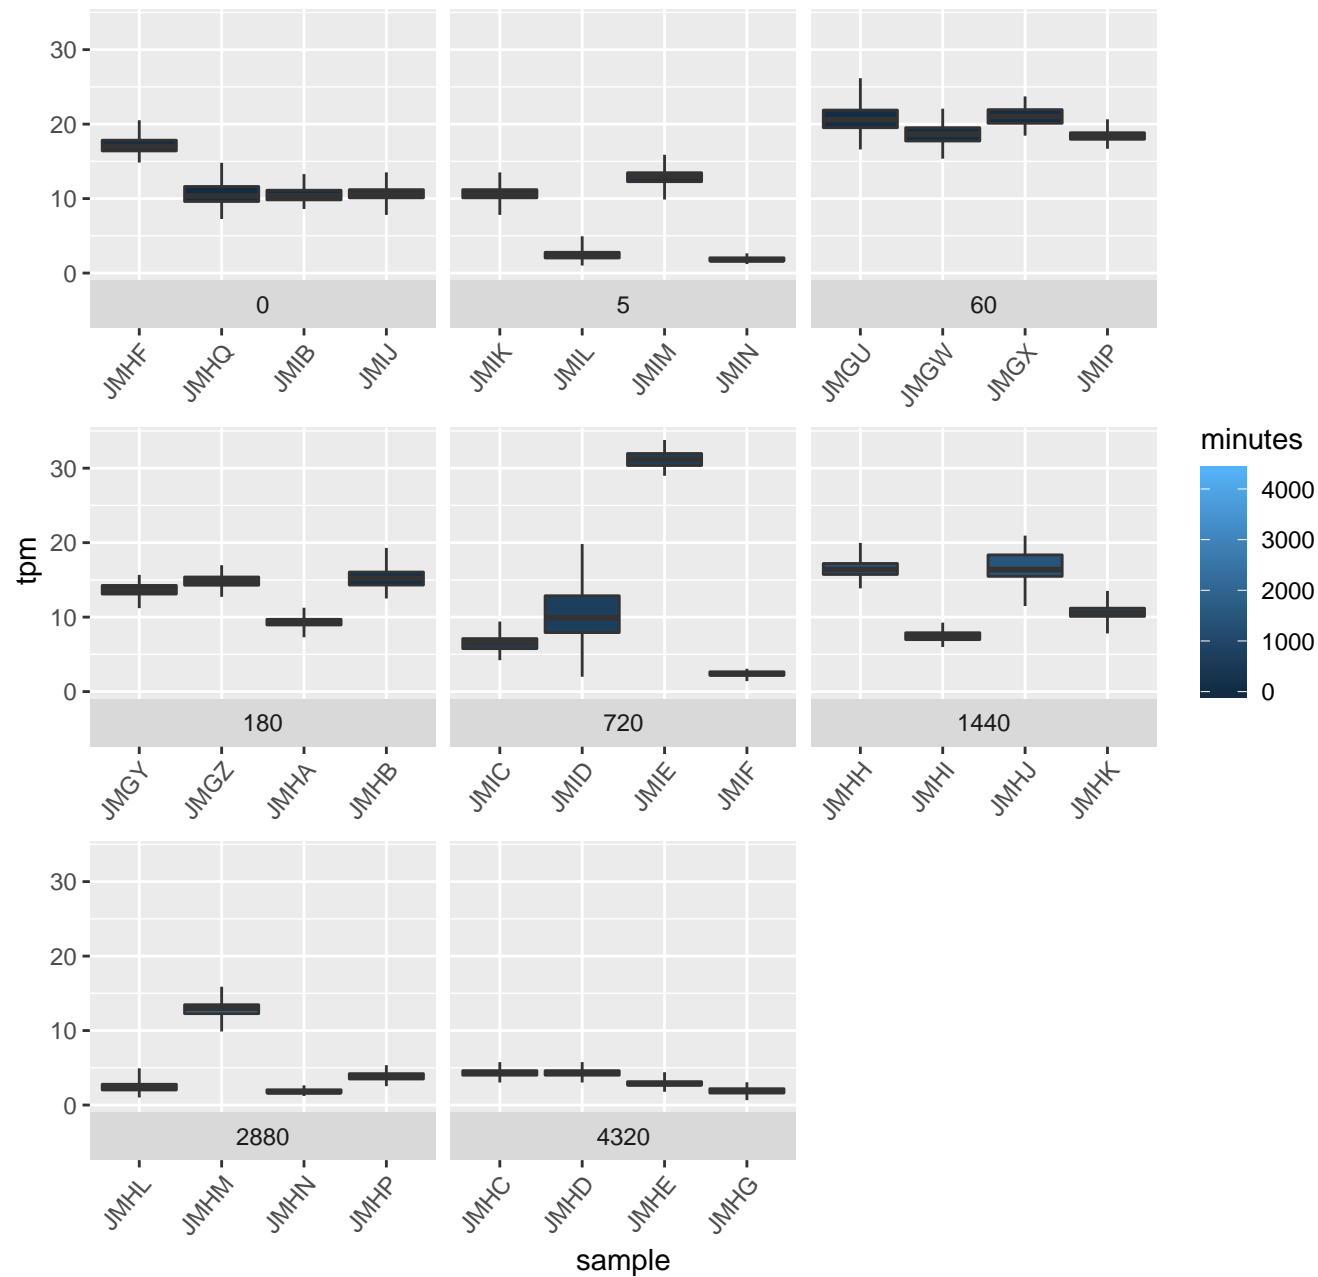 30
20
10
0
0
5
60
JMHF
JMHQ
JMIB
JMIJ
JMIK
JMIL
JMIM
JMIN
JMGU
JMGW
JMGX
JMIP
tpm
30
20
10
0
180
720
1440
JMGY
JMGZ
JMHA
JMHB
JMIC
JMID
JMIE
JMIF
JMHH
JMHI
JMHJ
JMHK
minutes
4000
3000
2000
1000
0
30
20
10
0
2880
4320
JMHL
JMHM
JMHN
JMHP
JMHC
JMHD
JMHE
JMHG
sample